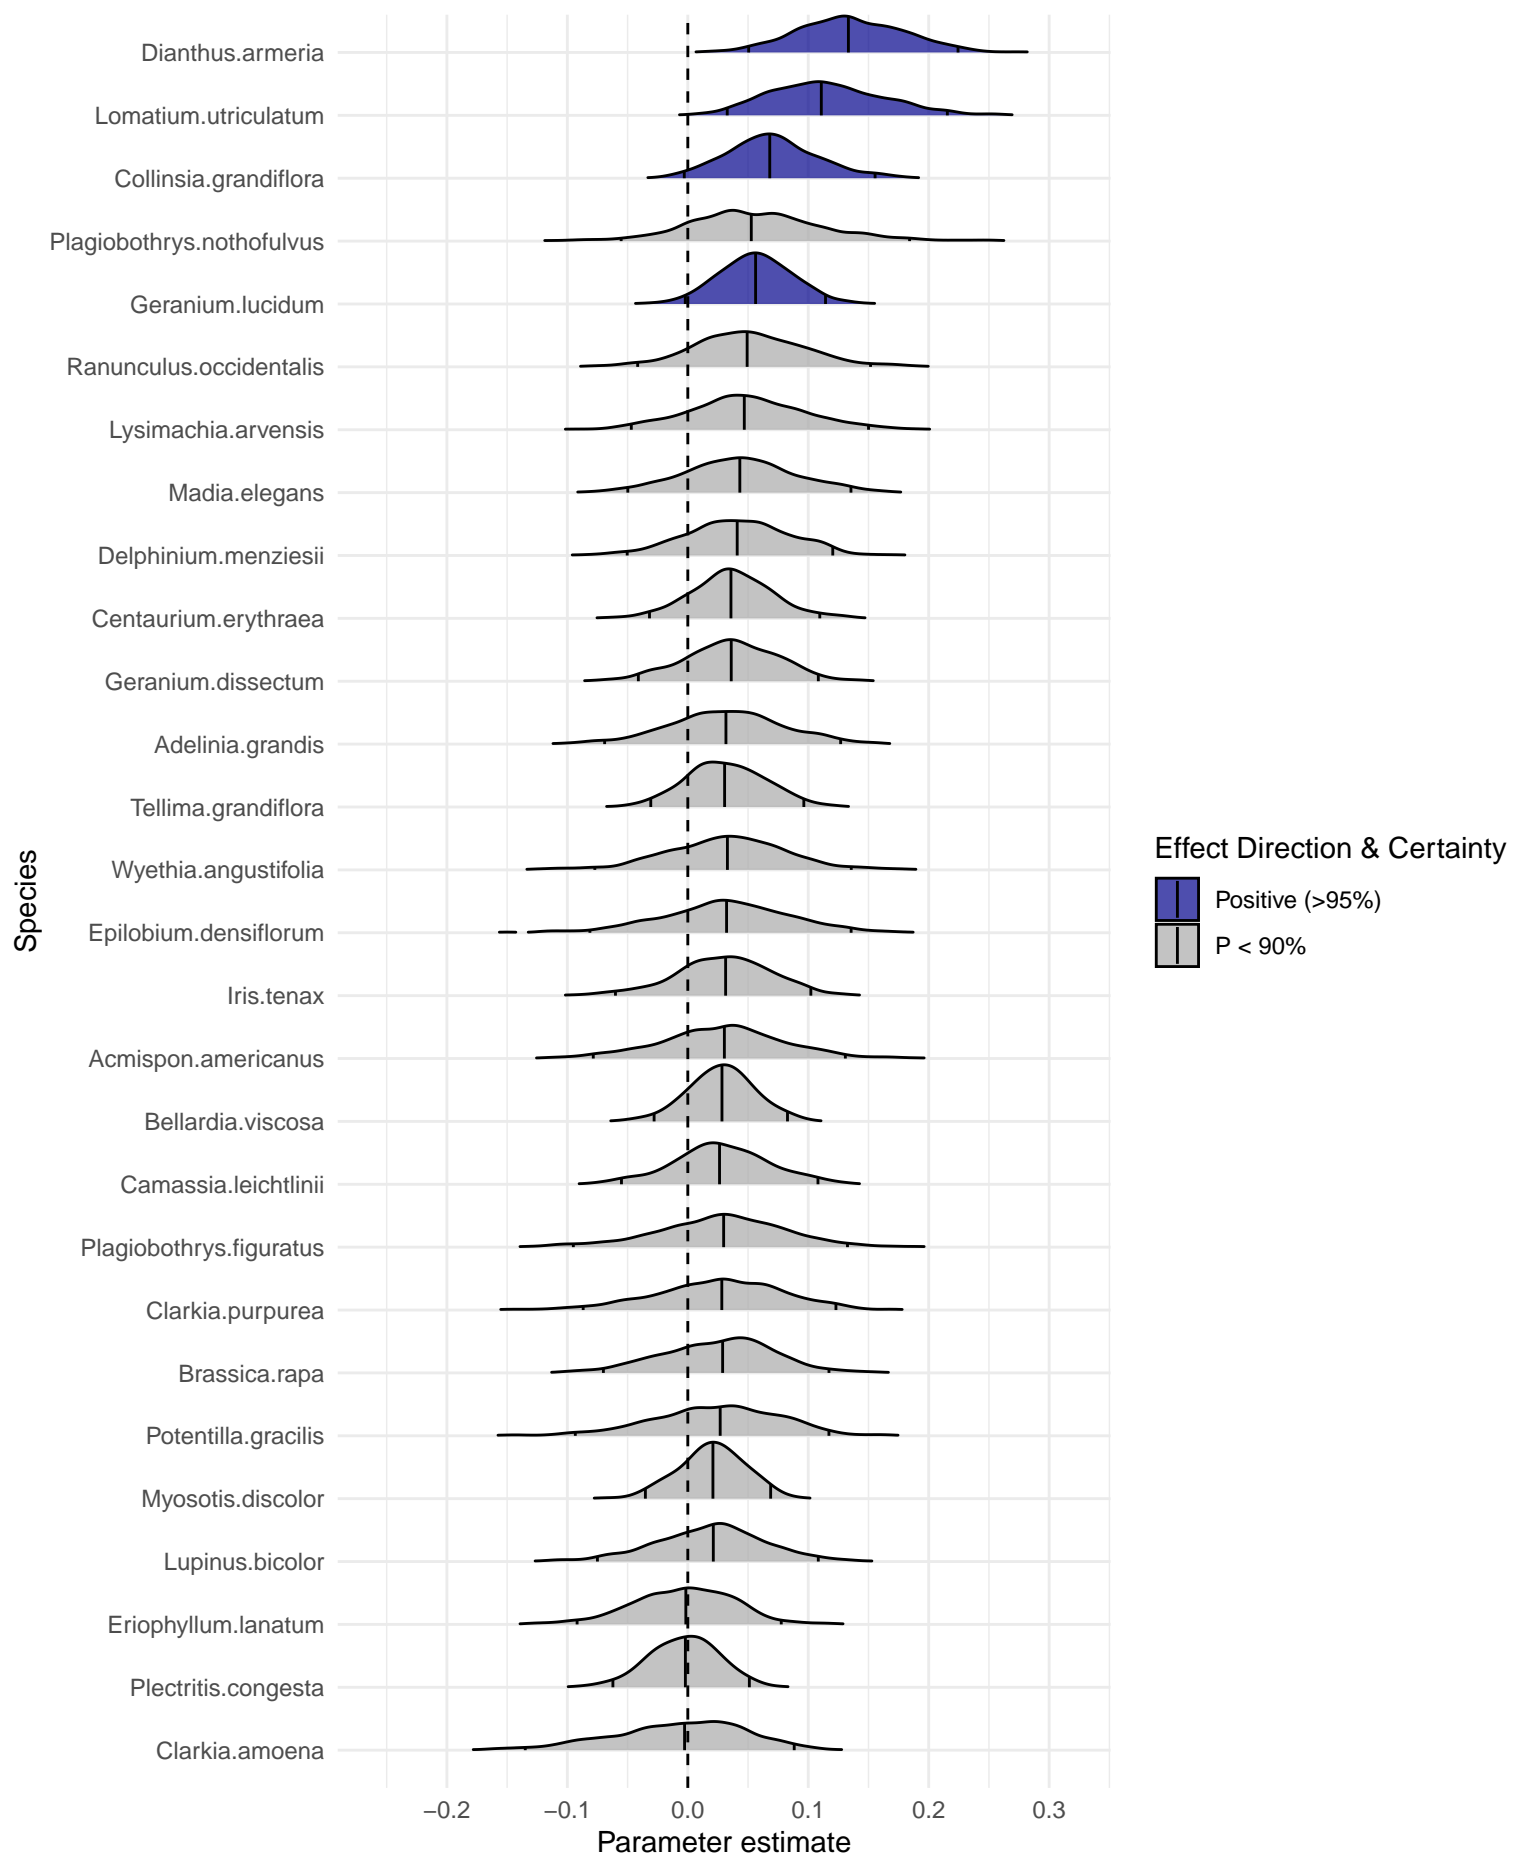 Dianthus.armeria
Lomatium.utriculatum
Collinsia.grandiflora
Plagiobothrys.nothofulvus
Geranium.lucidum
Ranunculus.occidentalis
Lysimachia.arvensis
Madia.elegans
Delphinium.menziesii
Centaurium.erythraea
Geranium.dissectum
Adelinia.grandis
Tellima.grandiflora
Wyethia.angustifolia
Epilobium.densiflorum
Iris.tenax
Acmispon.americanus
Bellardia.viscosa
Camassia.leichtlinii
Plagiobothrys.figuratus
Clarkia.purpurea
Brassica.rapa
Potentilla.gracilis
Myosotis.discolor
Lupinus.bicolor
Eriophyllum.lanatum
Plectritis.congesta
Clarkia.amoena
Species
−0.2 −0.1 0.0 0.1 0.2 0.3
Parameter estimate
Effect Direction & Certainty
Positive (>95%)
P < 90%